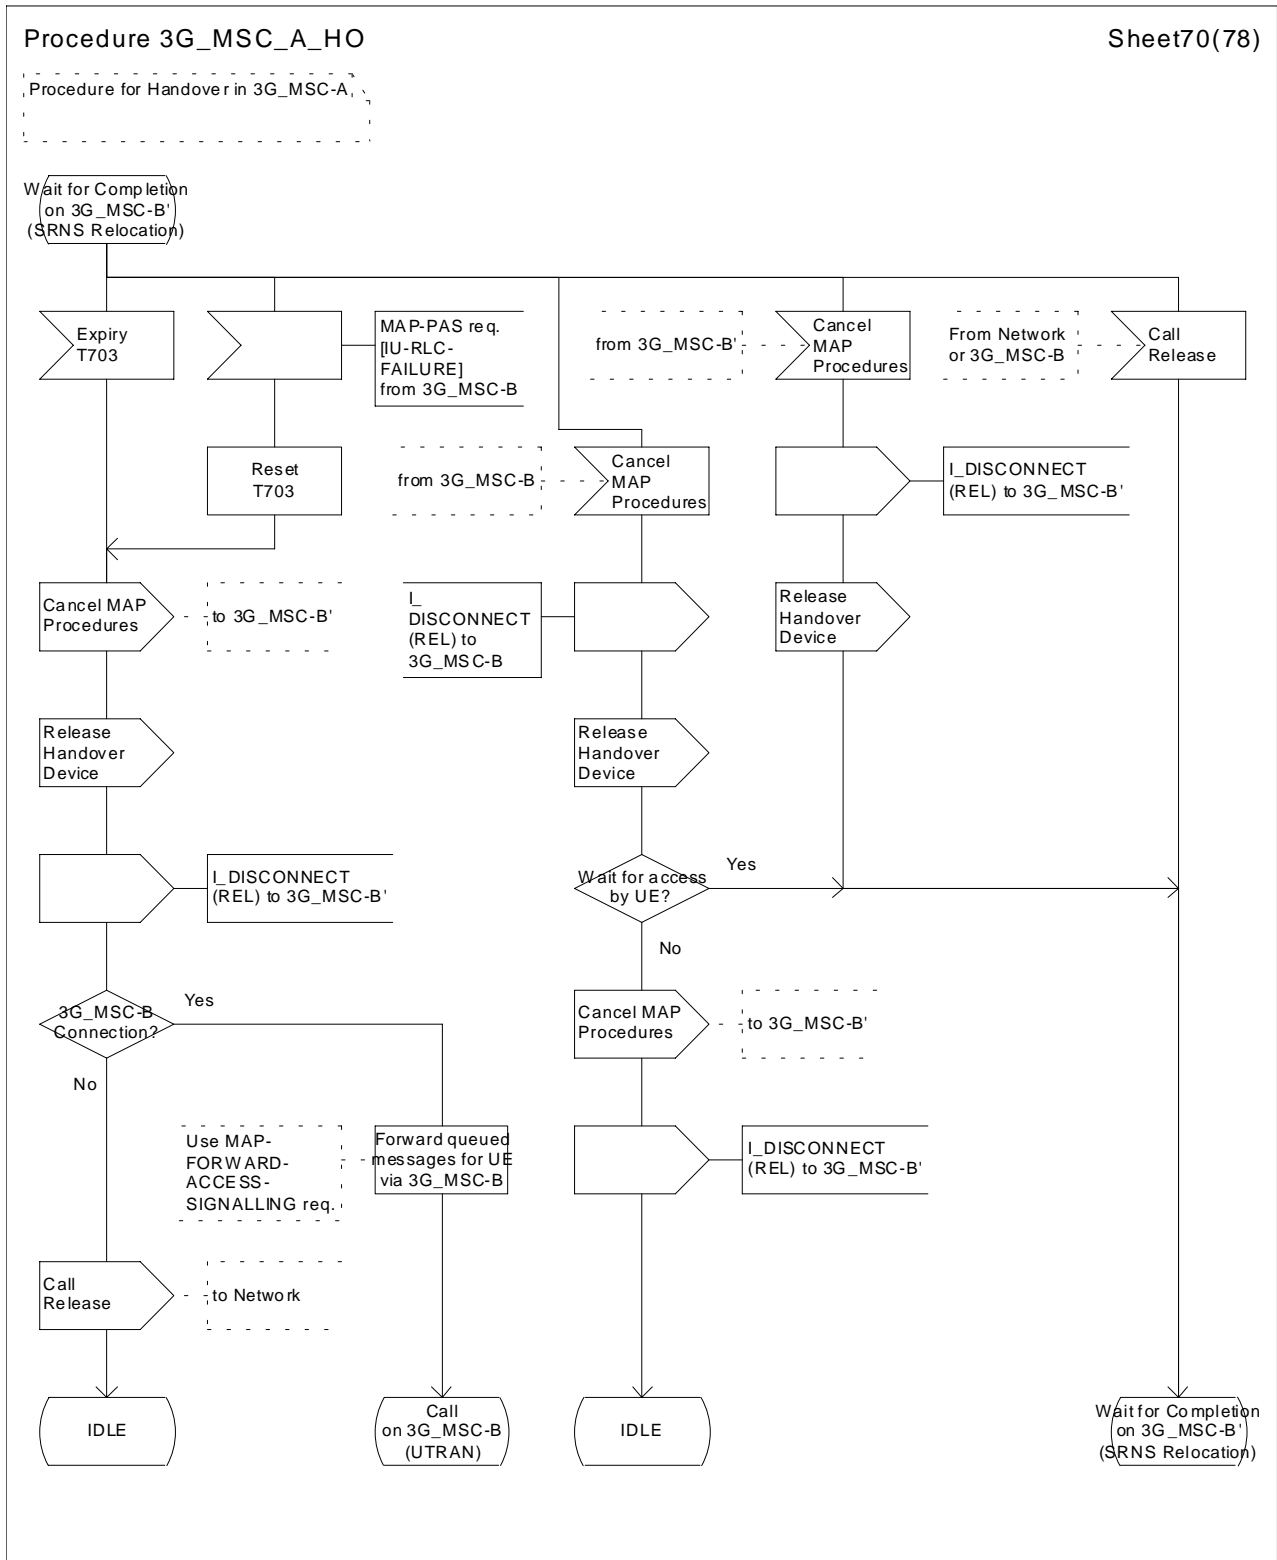 Procedure 3G_MSC_A_HO
Sheet70(78)
Procedure for Handover in 3G_MSC-A
Wait for Completion
on 3G_MSC-B'
(SRNS Relocation)
Expiry
T703
MAP-PAS req.
[IU-RLC-
FAILURE]
from 3G_MSC-B
from 3G_MSC-B'
Cancel
MAP
Procedures
From Network
or 3G_MSC-B
Call
Release
Reset
T703
from 3G_MSC-B
Cancel
MAP
Procedures
I_DISCONNECT
(REL) to 3G_MSC-B'
Cancel MAP
Procedures
to 3G_MSC-B'
I_
DISCONNECT
(REL) to
3G_MSC-B
Release
Handover
Device
Release
Handover
Device
Release
Handover
Device
I_DISCONNECT
(REL) to 3G_MSC-B'
Wait for access
by UE?
Yes
No
3G_MSC-B
Connection?
Yes
No
Cancel MAP
Procedures
to 3G_MSC-B'
Use MAP-
FORWARD-
ACCESS-
SIGNALLING req.
Forward queued
messages for UE
via 3G_MSC-B
I_DISCONNECT
(REL) to 3G_MSC-B'
Call
Release
to Network
IDLE
Call
on 3G_MSC-B
(UTRAN)
IDLE
Wait for Completion
on 3G_MSC-B'
(SRNS Relocation)